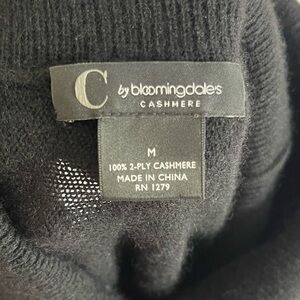 C by bloomingdale's
CASHMERE
M
100% 2-PLY CASHMERE
MADE IN CHINA
RN 1279